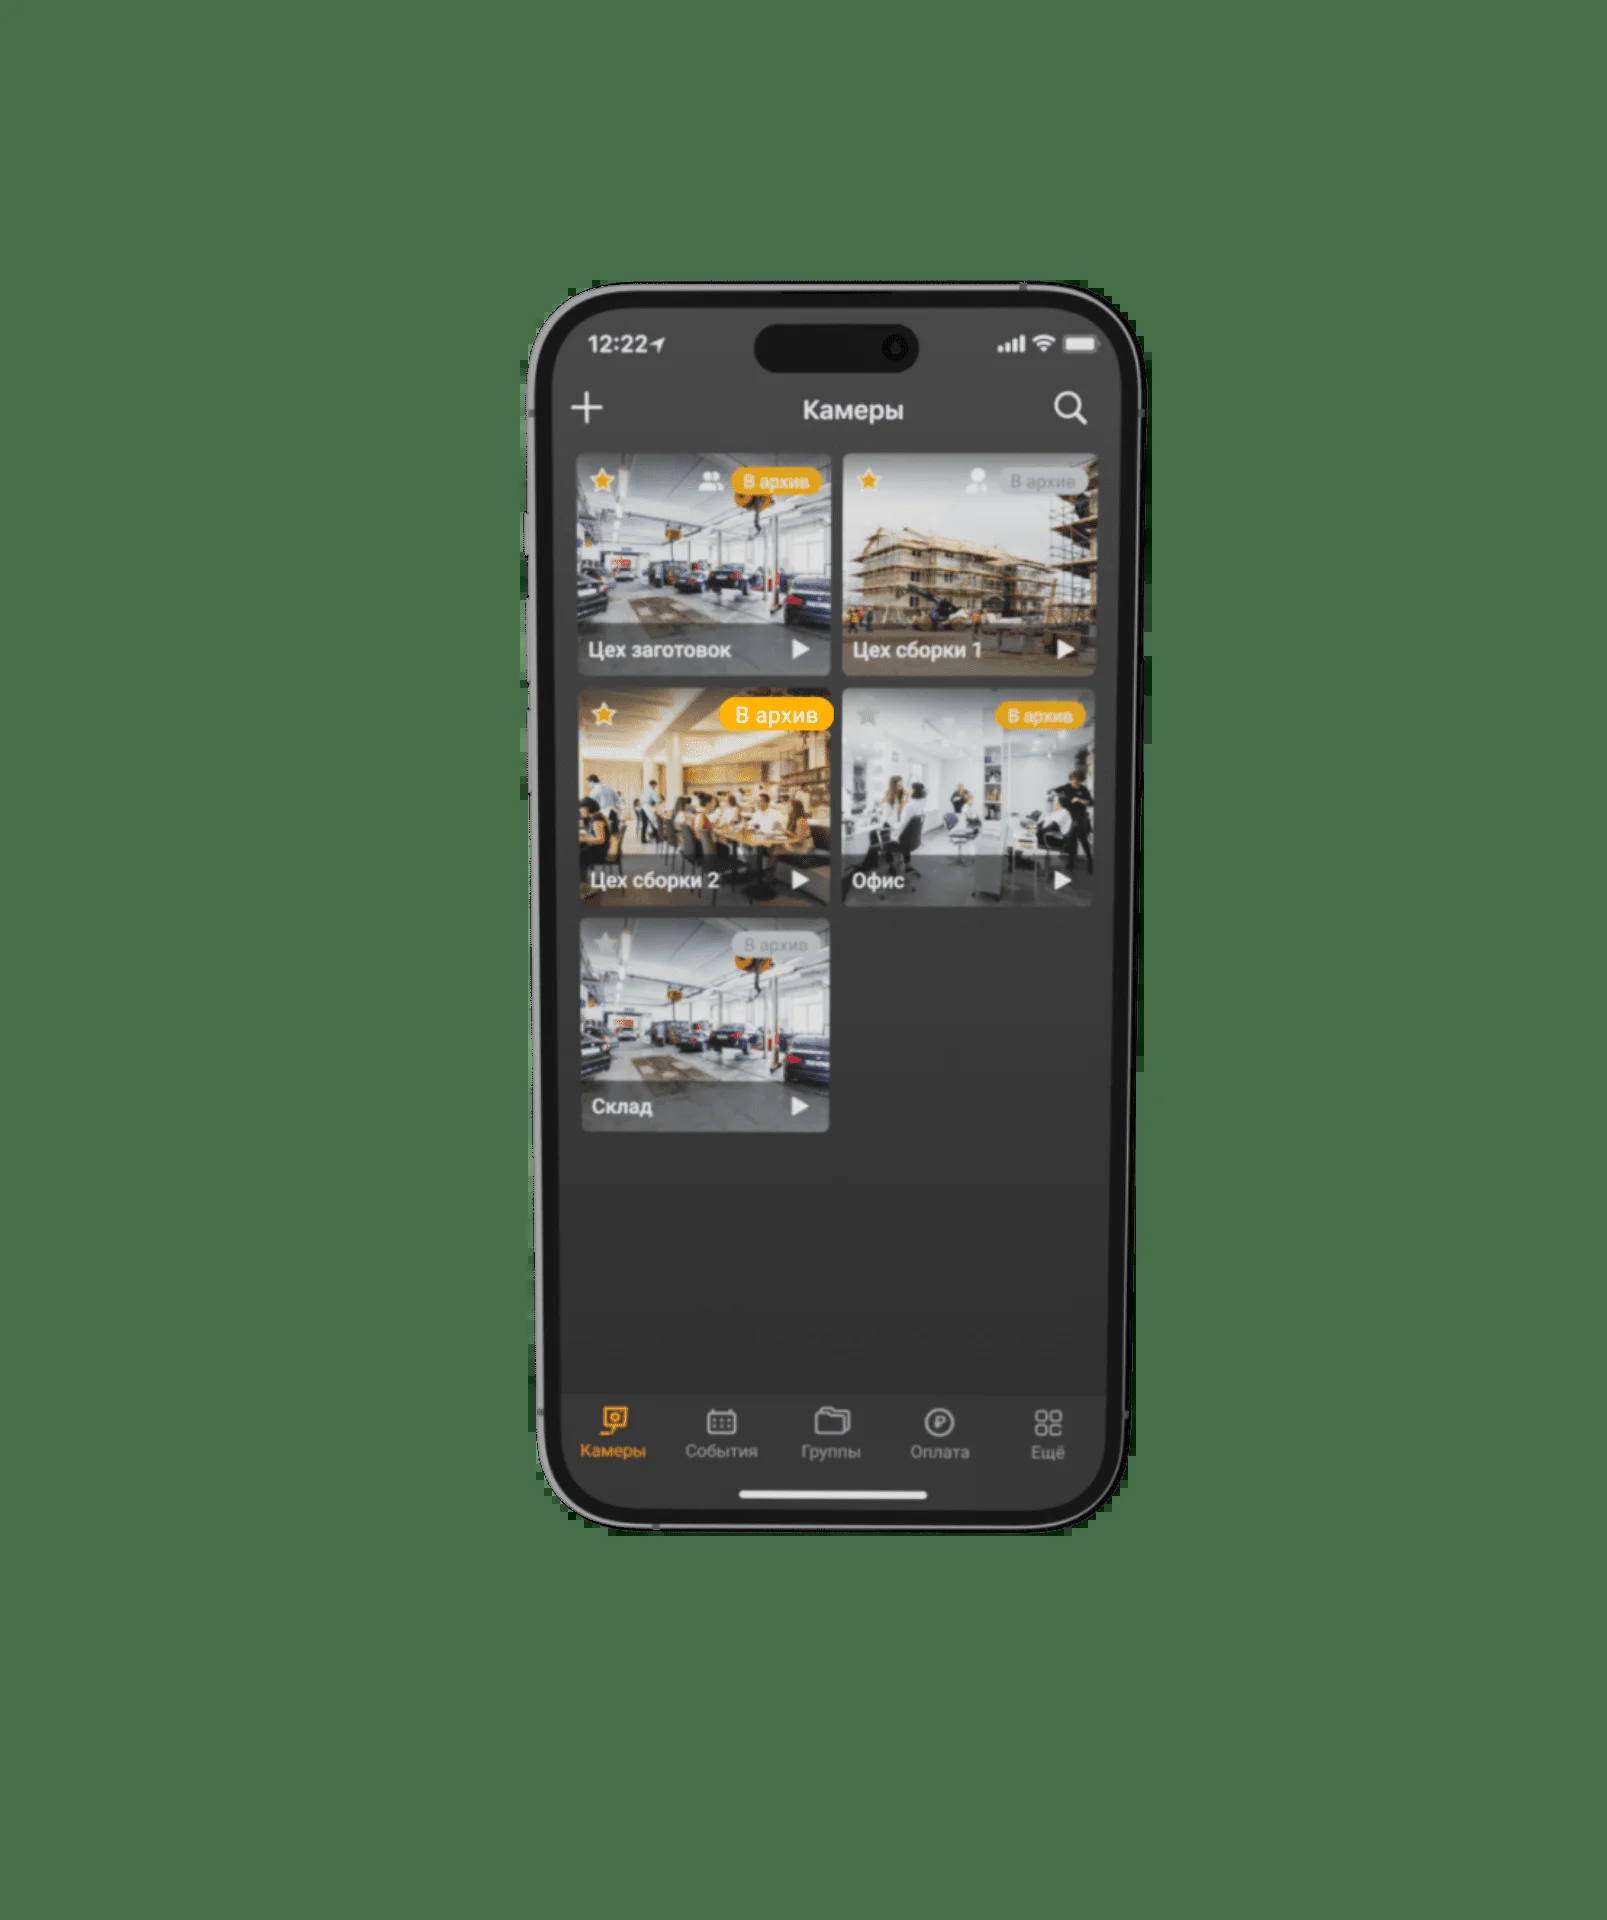 12:22
Камеры
В архив
В архив
Цех заготовок
Цех сборки 1
В архив
В архив
Цех сборки 2
Офис
В архив
Склад
Камеры
События
Группы
Оплата
Ещё